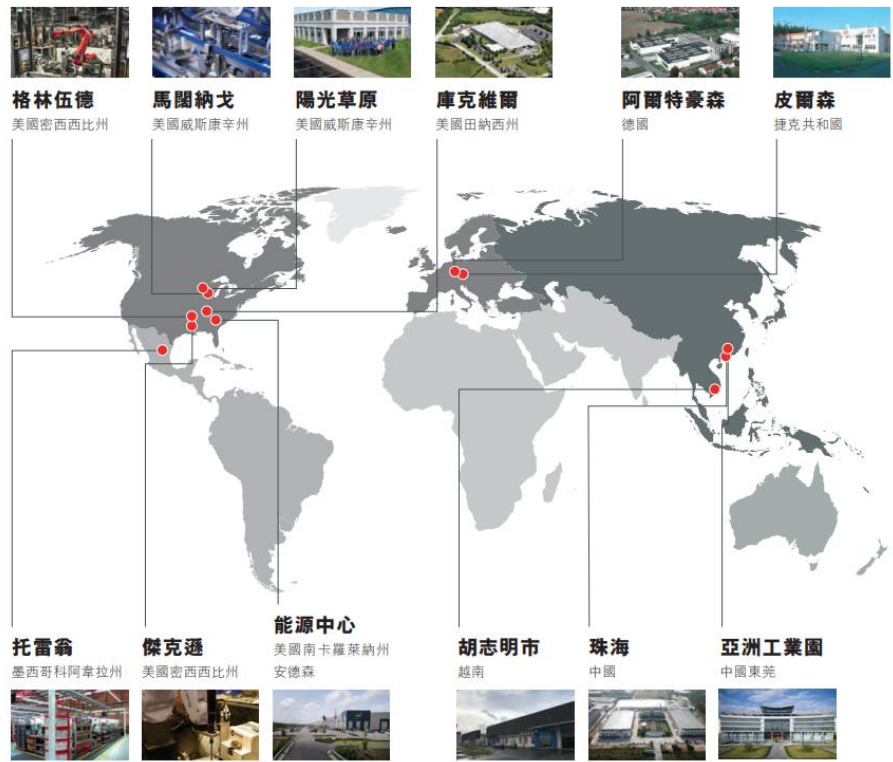 格林伍德
美國密西西比州
馬闊納戈
美國威斯康辛州
陽光草原
美國威斯康辛州
庫克維爾
美國田納西州
阿爾特豪森
德國
皮爾森
捷克共和國
托雷翁
墨西哥科阿韋拉州
傑克遜
美國密西西比州
能源中心
美國南卡羅萊納州
安德森
胡志明市
越南
珠海
中國
亞洲工業園
中國東莞